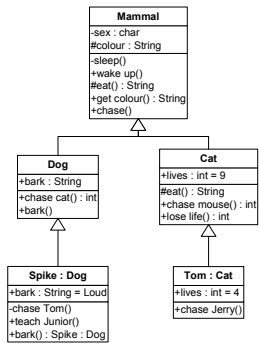 Mammal
-sex : char
#colour : String
-sleep()
+wake up()
#eat() : String
+get colour() : String
+chase()
Dog
+bark : String
+chase cat() : int
+bark()
Cat
+lives : int = 9
#eat() : String
+chase mouse() : int
+lose life() : int
Spike : Dog
+bark : String = Loud
-chase Tom()
+teach Junior()
+bark() : Spike : Dog
Tom : Cat
+lives : int = 4
+chase Jerry()